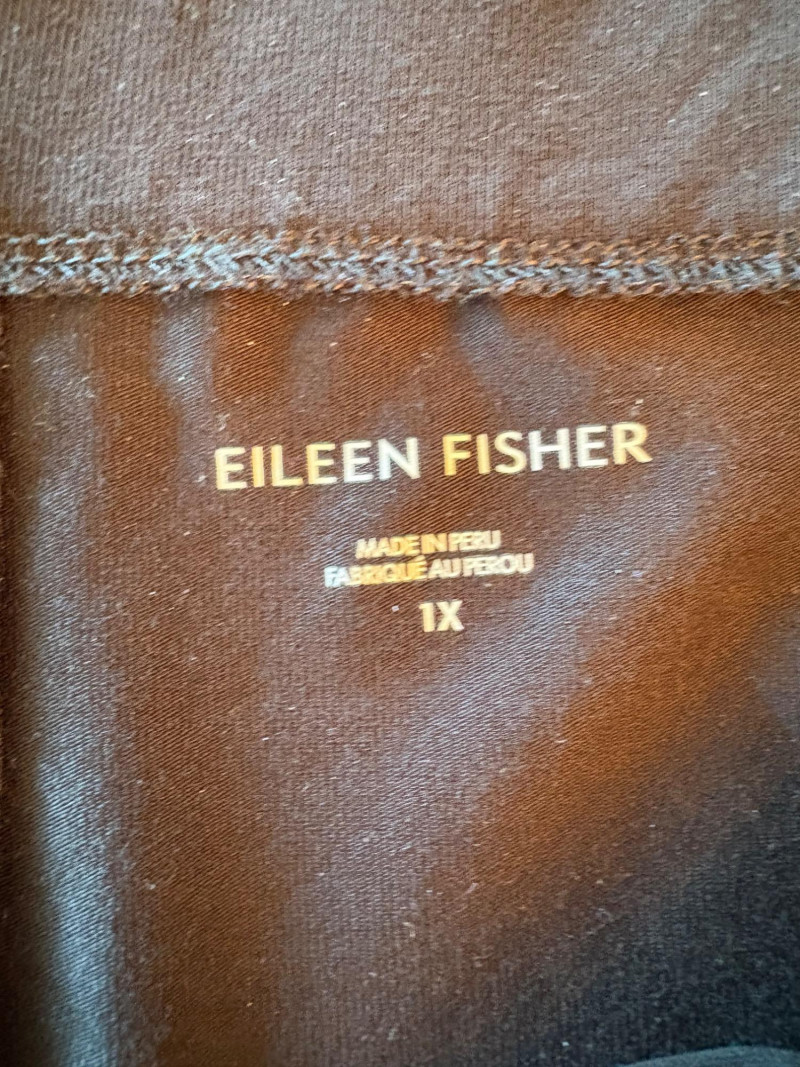 EILEEN FISHER
MADE IN PERU
FABRIQUÉ AU PEROU
1X